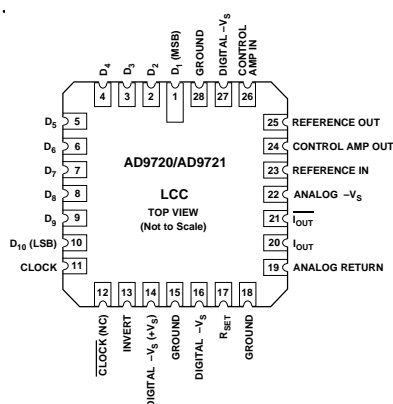 D4
D3
D2
D1 (MSB)
GROUND
DIGITAL –VS
CONTROL
AMP IN
4
3
2
1
28
27
26
D5 5
D6 6
D7 7
D8 8
D9 9
D10 (LSB) 10
CLOCK 11
AD9720/AD9721
LCC
TOP VIEW
(Not to Scale)
25 REFERENCE OUT
24 CONTROL AMP OUT
23 REFERENCE IN
22 ANALOG –VS
21 IOUT
20 IOUT
19 ANALOG RETURN
12
13
14
15
16
17
18
CLOCK (NC)
INVERT
DIGITAL –VS (+VS)
GROUND
DIGITAL –VS
RSET
GROUND